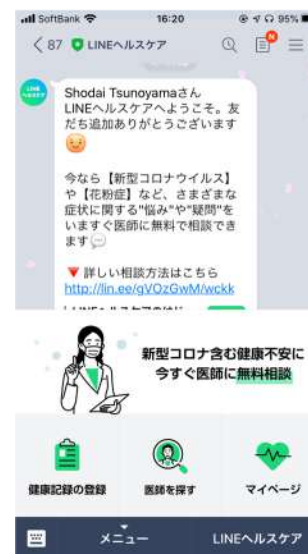 SoftBank 16:20 95%
87 LINEヘルスケア N
LINE
ヘルスケア
Shodai Tsunoyamaさん
LINEヘルスケアへようこそ。友
だち追加ありがとうございます
今なら【新型コロナウイルス】
や【花粉症】など、さまざまな
症状に関する"悩み"や"疑問"を
いますぐ医師に無料で相談でき
ます
詳しい相談方法はこちら
http://lin.ee/gVOzGwM/wckk
新型コロナ含む健康不安に
今すぐ医師に無料相談
健康記録の登録
医師を探す
マイページ
メニュー
LINEヘルスケア